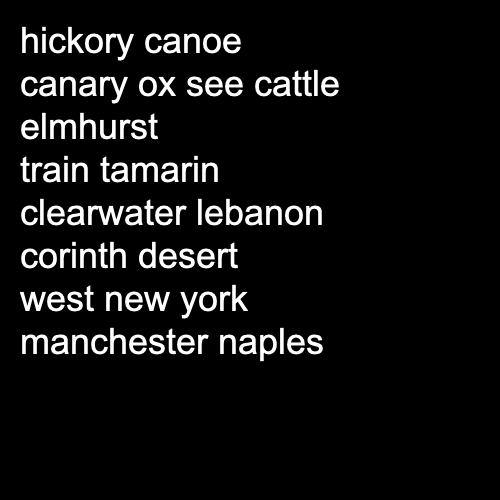 hickory canoe
canary ox see cattle
elmhurst
train tamarin
clearwater lebanon
corinth desert
west new york
manchester naples